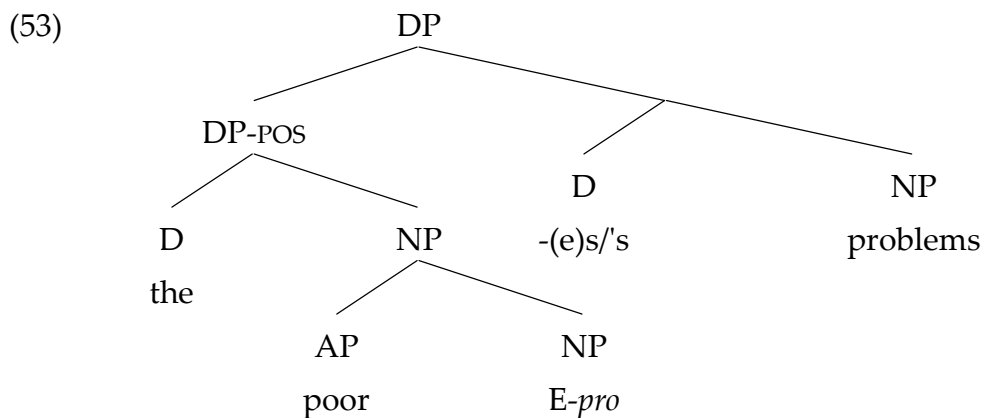 (53) DP
DP-POS
D NP
D NP -(e)s/'s problems
the
AP NP
poor E-pro